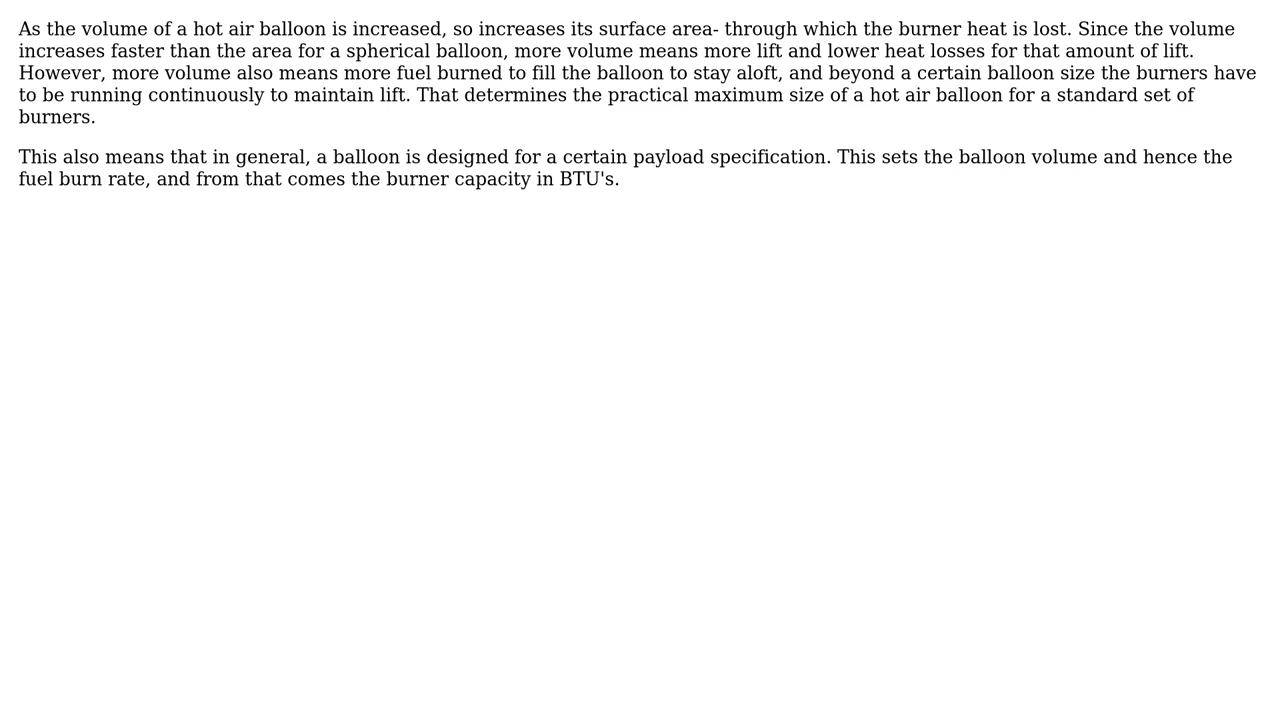 As the volume of a hot air balloon is increased, so increases its surface area- through which the burner heat is lost. Since the volume
increases faster than the area for a spherical balloon, more volume means more lift and lower heat losses for that amount of lift.
However, more volume also means more fuel burned to fill the balloon to stay aloft, and beyond a certain balloon size the burners have
to be running continuously to maintain lift. That determines the practical maximum size of a hot air balloon for a standard set of
burners.
This also means that in general, a balloon is designed for a certain payload specification. This sets the balloon volume and hence the
fuel burn rate, and from that comes the burner capacity in BTU's.